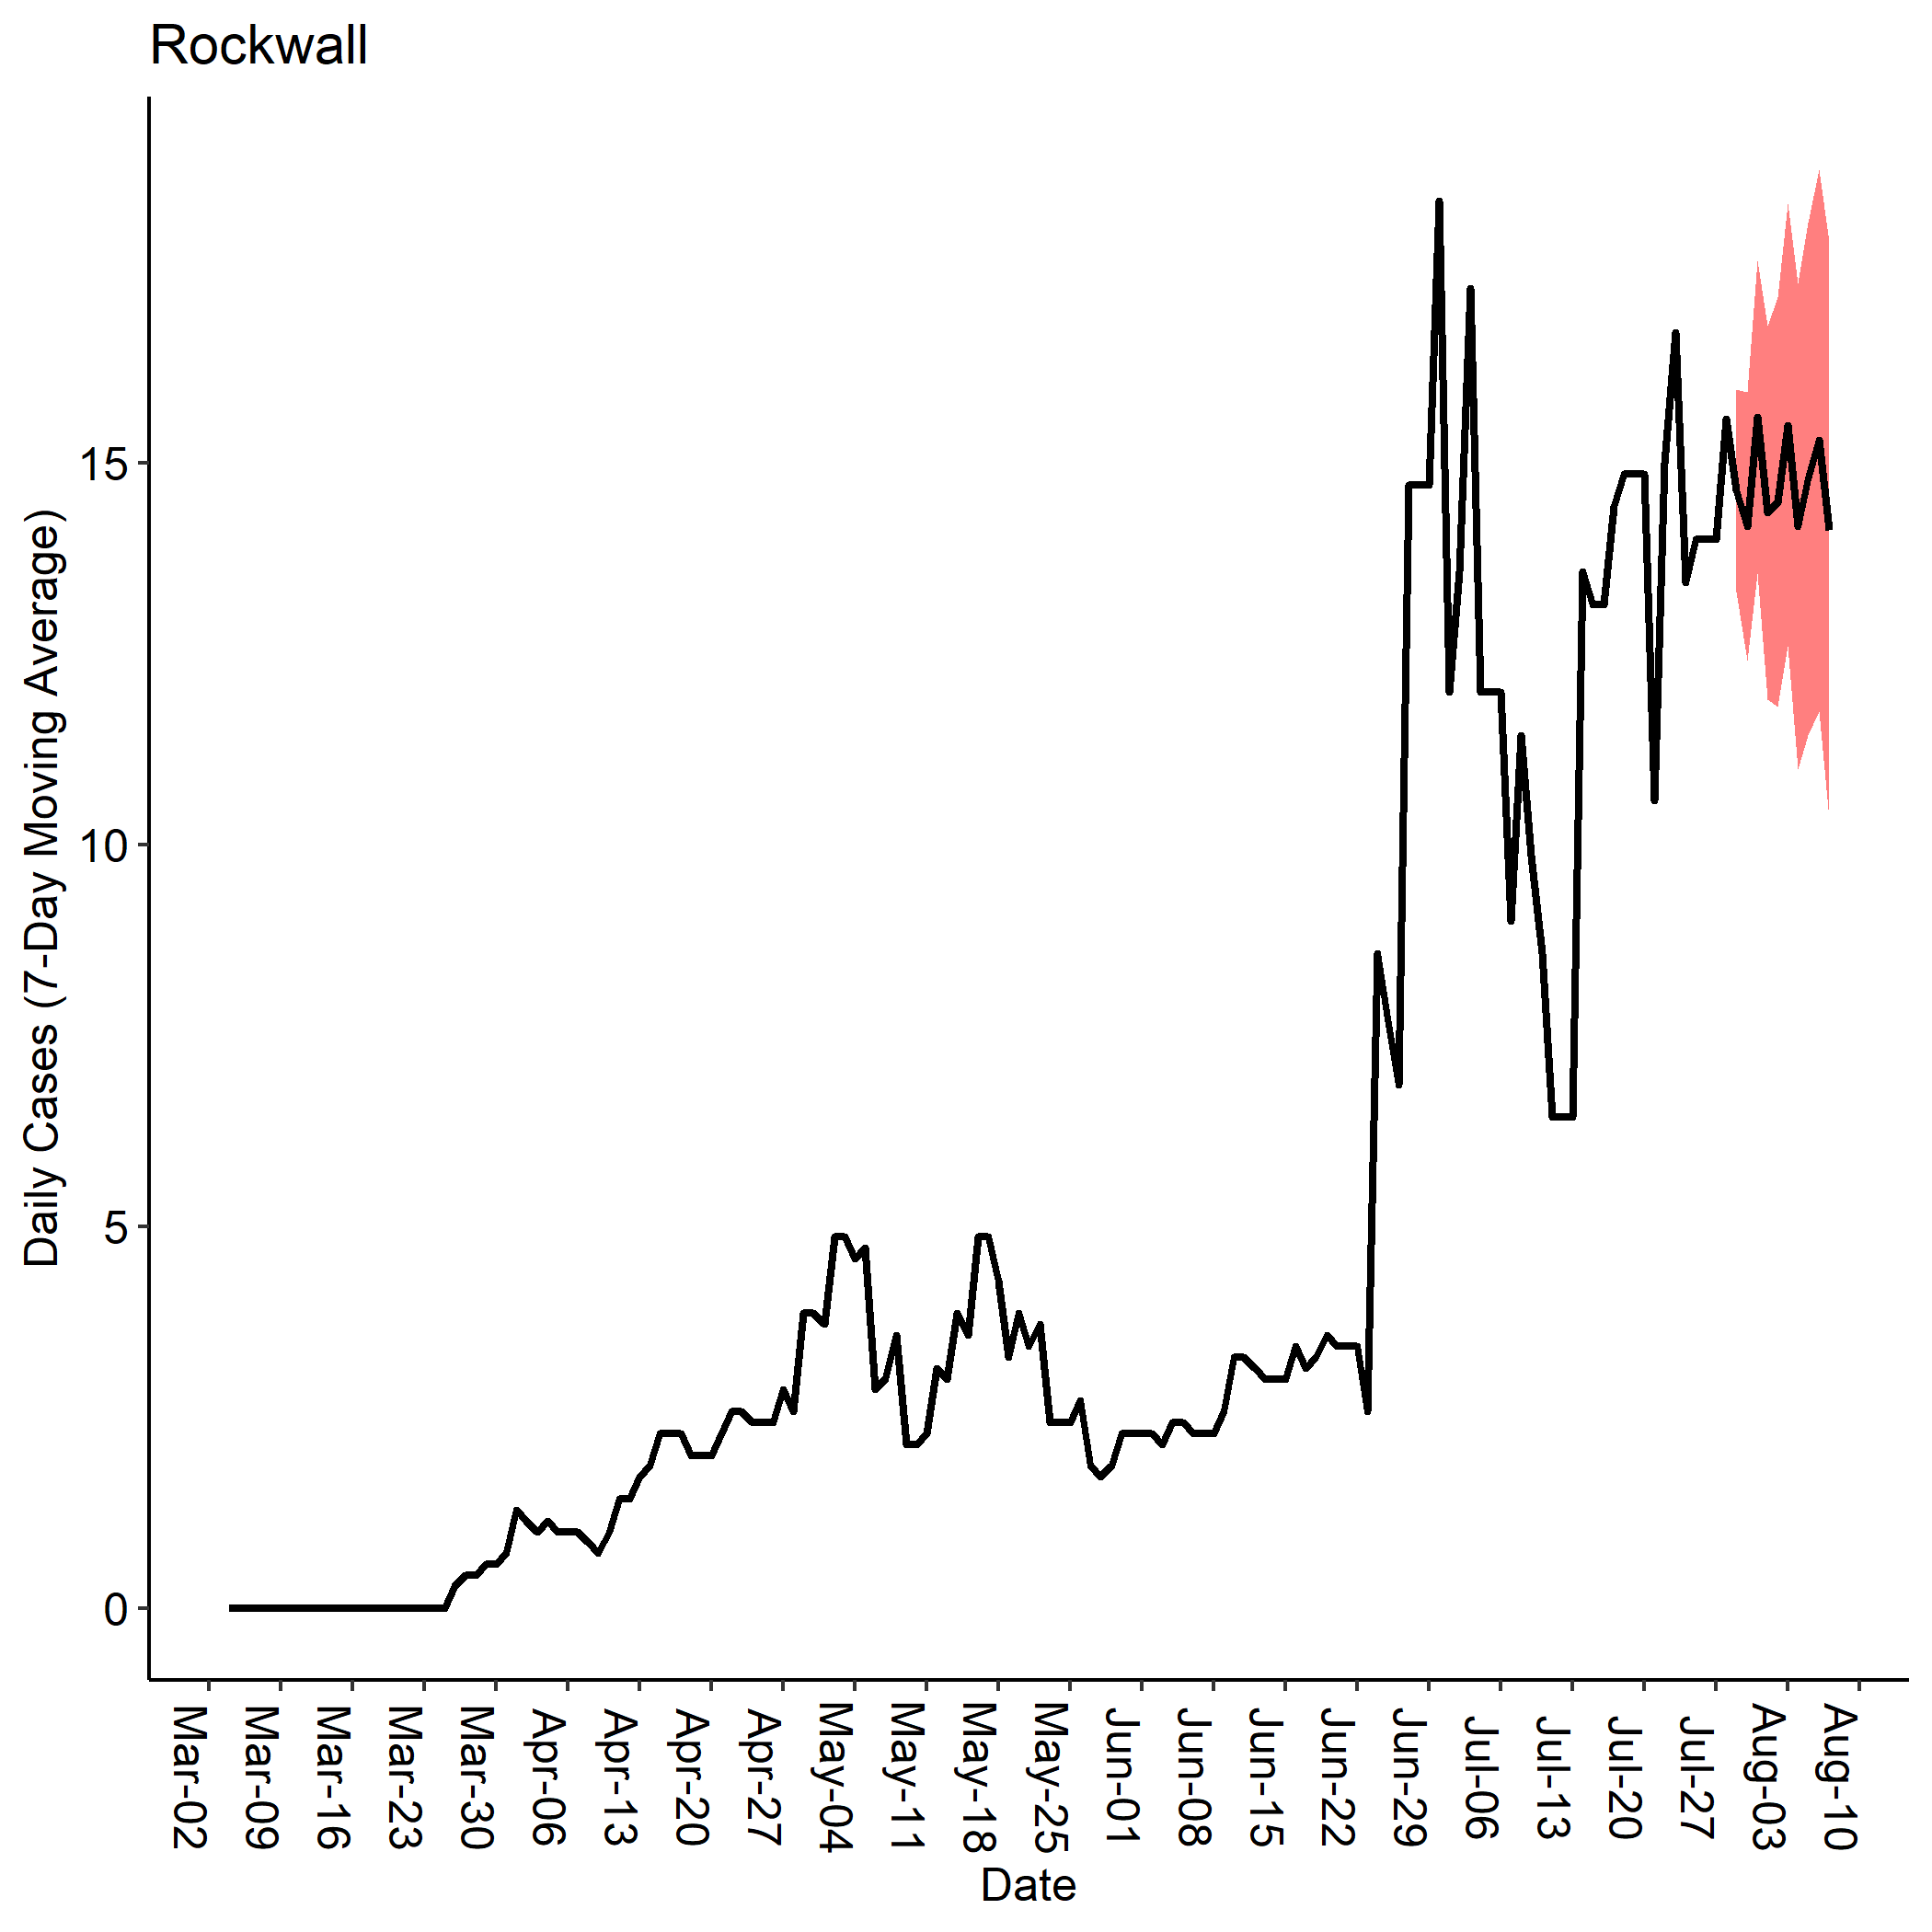 Rockwall
Daily Cases (7-Day Moving Average)
15
10
5
0
Mar-02
Mar-09
Mar-16
Mar-23
Mar-30
Apr-06
Apr-13
Apr-20
Apr-27
May-04
May-11
May-18
May-25
Jun-01
Jun-08
Jun-15
Jun-22
Jun-29
Jul-06
Jul-13
Jul-20
Jul-27
Aug-03
Aug-10
Date